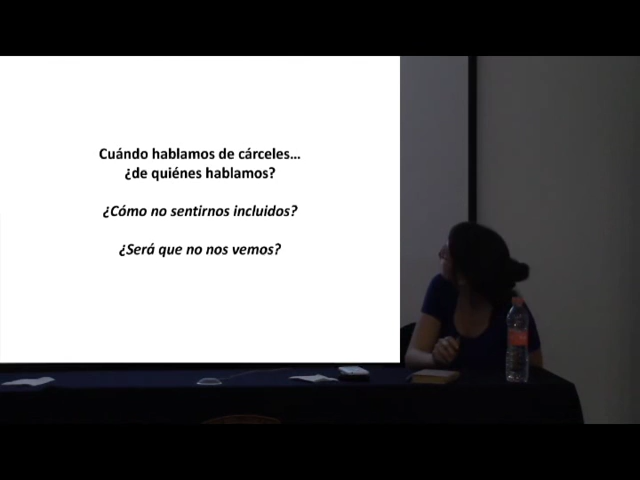 Cuándo hablamos de cárceles...
¿de quiénes hablamos?
¿Cómo no sentirnos incluidos?
¿Será que no nos vemos?